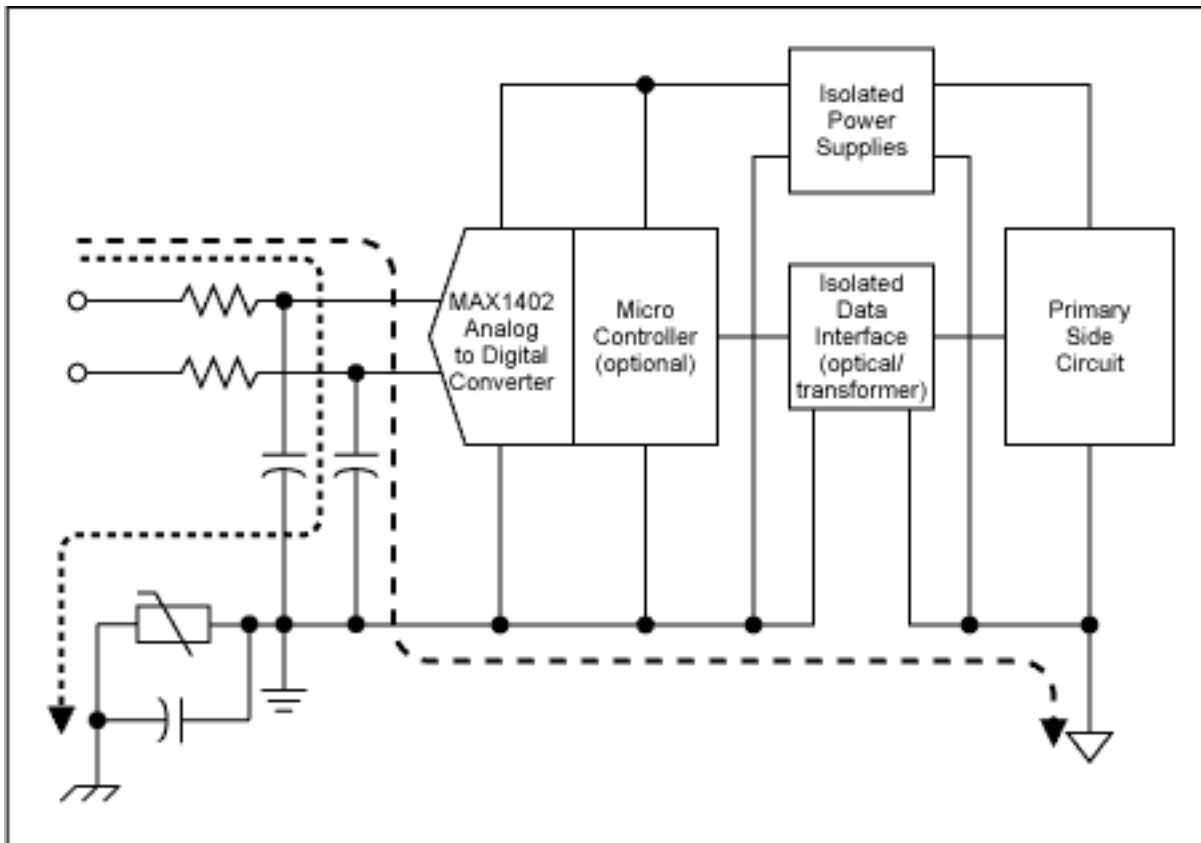 Isolated
Power
Supplies
MAX1402
Analog
to Digital
Converter
Micro
Controller
(optional)
Isolated
Data
Interface
(optical/
transformer)
Primary
Side
Circuit